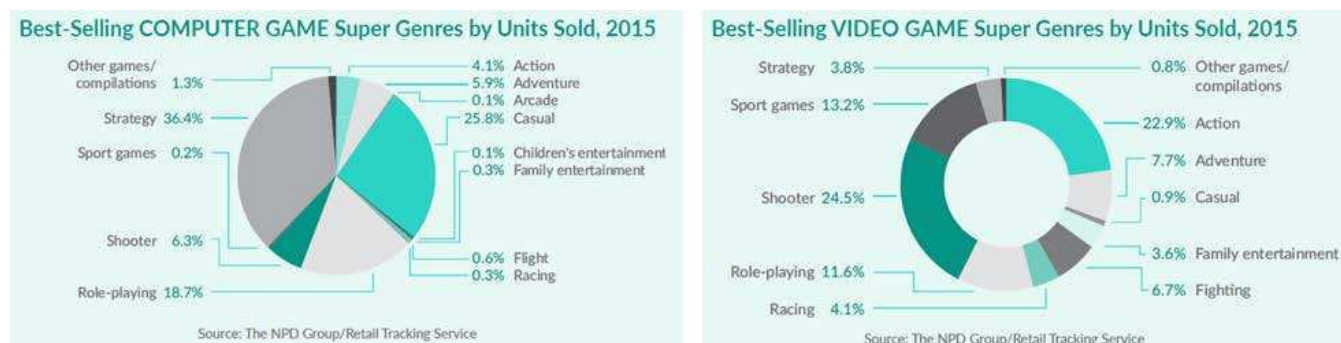 Best-Selling COMPUTER GAME Super Genres by Units Sold, 2015
Other games/
compilations 1.3%
Strategy 36.4%
Sport games 0.2%
Shooter 6.3%
Role-playing 18.7%
4.1% Action
5.9% Adventure
0.1% Arcade
25.8% Casual
0.1% Children's entertainment
0.3% Family entertainment
0.6% Flight
0.3% Racing
Source: The NPD Group/Retail Tracking Service
Best-Selling VIDEO GAME Super Genres by Units Sold, 2015
Strategy 3.8%
Sport games 13.2%
Shooter 24.5%
Role-playing 11.6%
Racing 4.1%
0.8% Other games/
compilations
22.9% Action
7.7% Adventure
0.9% Casual
3.6% Family entertainment
6.7% Fighting
Source: The NPD Group/Retail Tracking Service